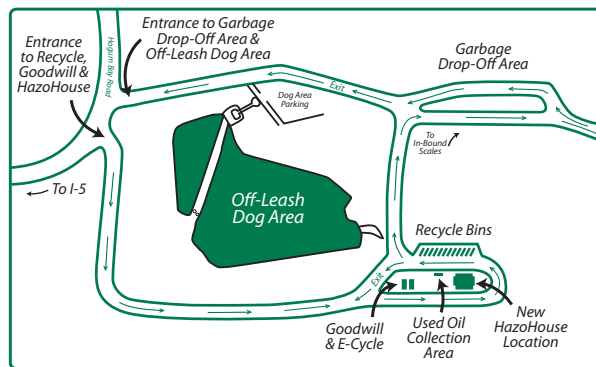 Entrance to Garbage
Drop-Off Area &
Off-Leash Dog Area
Entrance
to Recycle,
Goodwill &
HazoHouse
Hogum Bay Road
Garbage
Drop-Off Area
Exit
Dog Area
Parking
To
In-Bound
Scales
To I-5
Off-Leash
Dog Area
Recycle Bins
Exit
Goodwill
& E-Cycle
Used Oil
Collection
Area
New
HazoHouse
Location